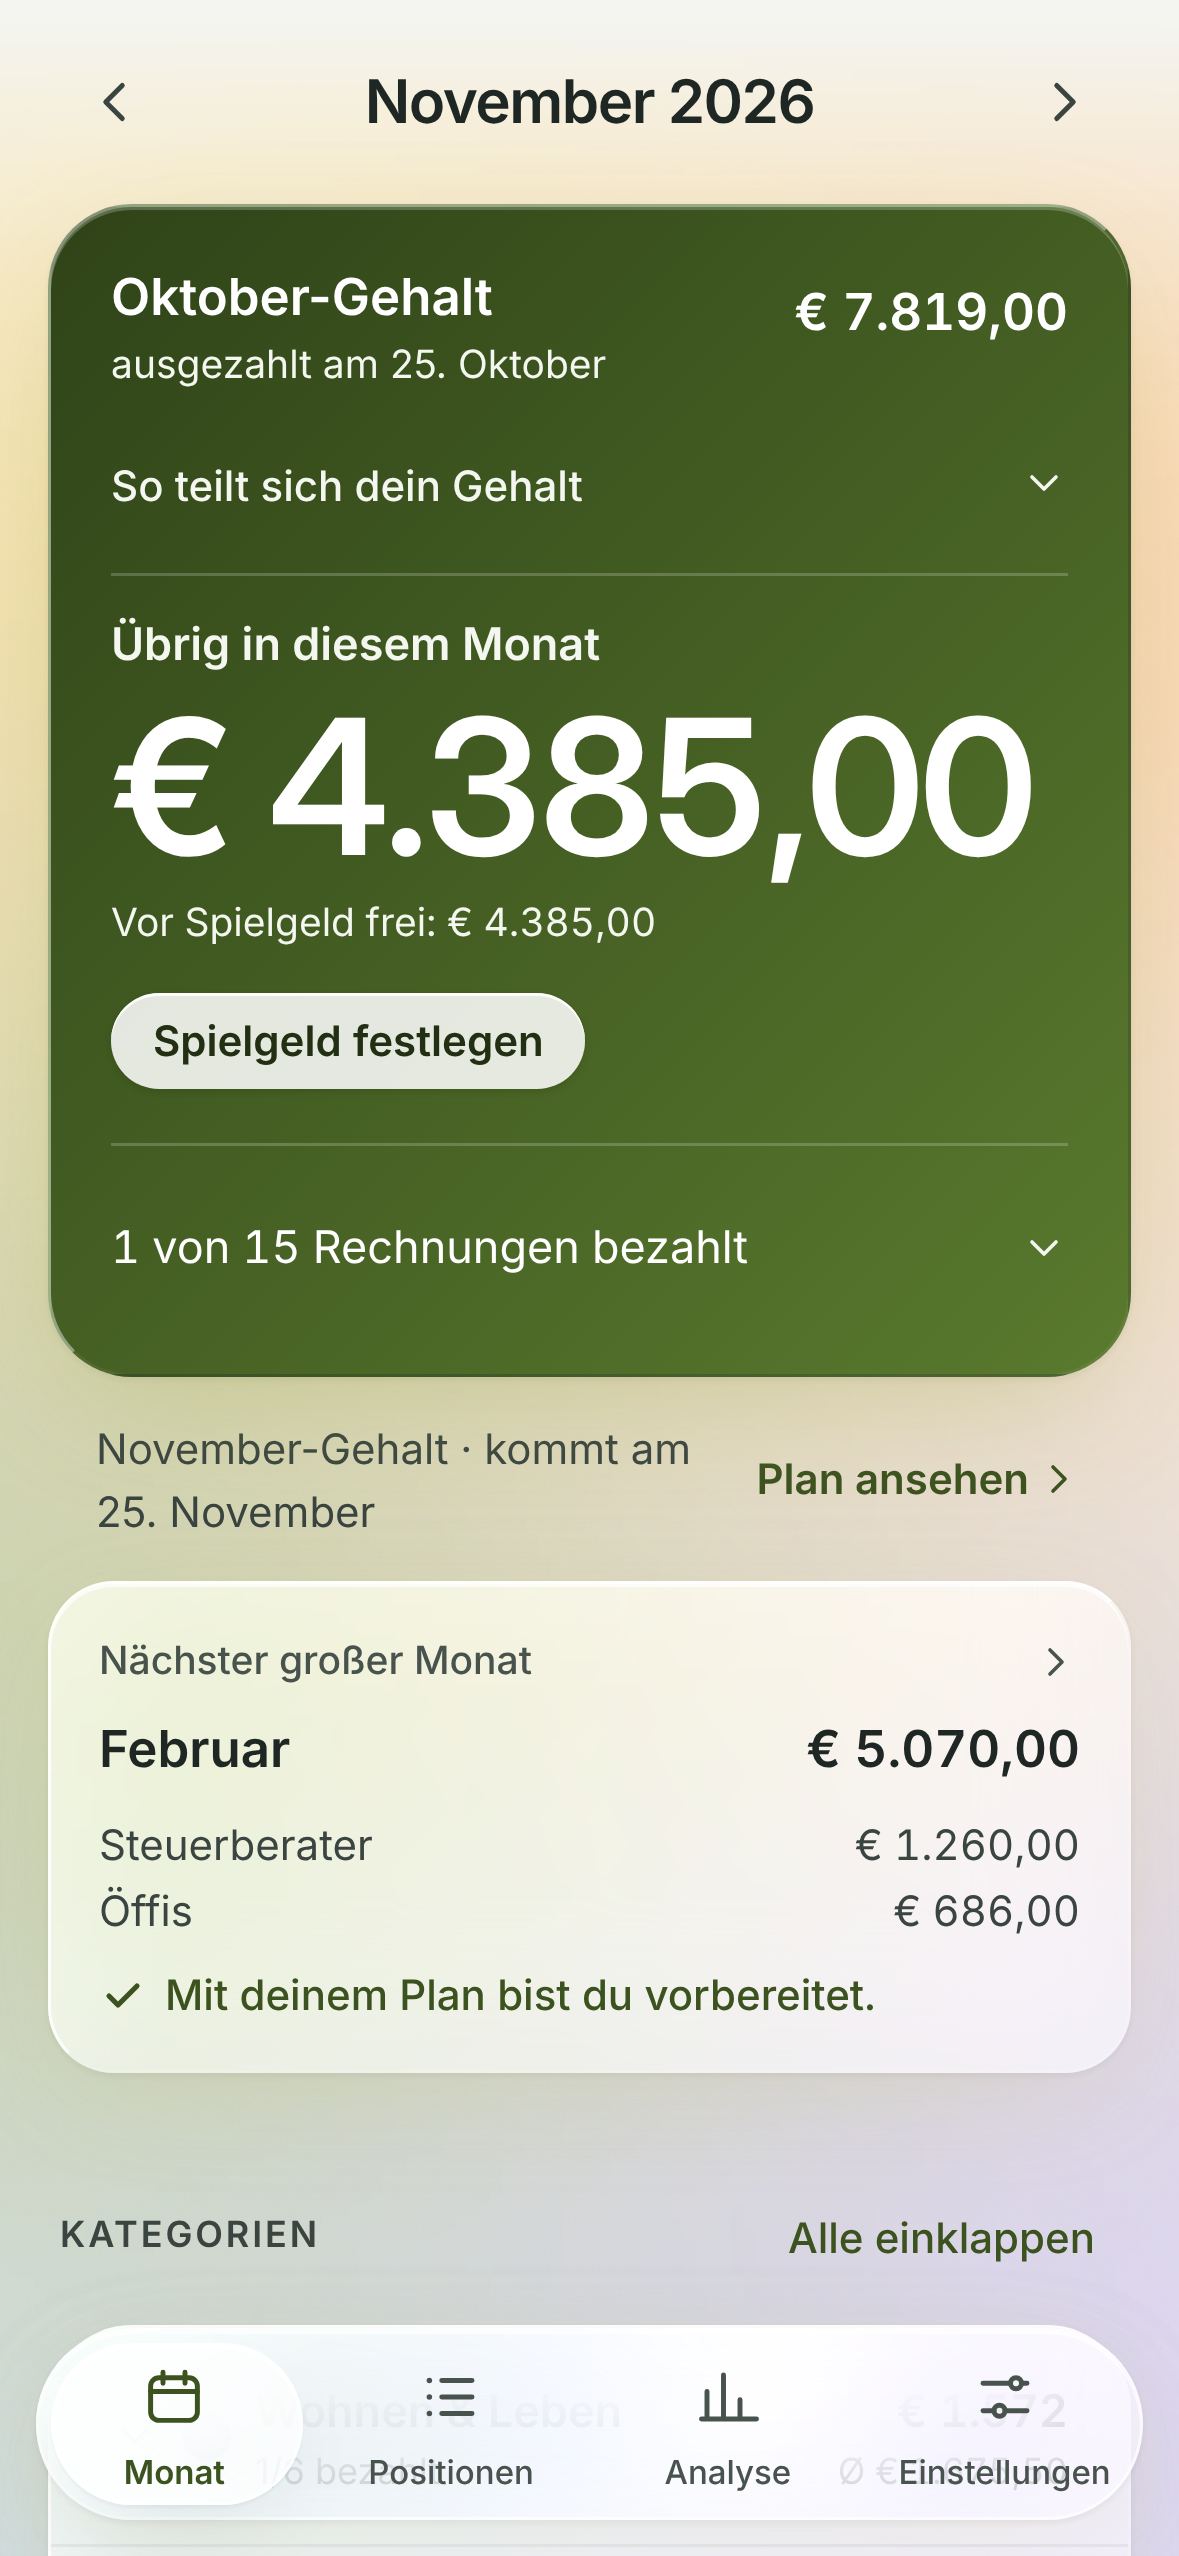 November 2026
Oktober-Gehalt
€ 7.819,00
ausgezahlt am 25. Oktober
So teilt sich dein Gehalt
Übrig in diesem Monat
€ 4.385,00
Vor Spielgeld frei: € 4.385,00
Spielgeld festlegen
1 von 15 Rechnungen bezahlt
November-Gehalt · kommt am
25. November
Plan ansehen
Nächster großer Monat
Februar
€ 5.070,00
Steuerberater
€ 1.260,00
Öffis
€ 686,00
Mit deinem Plan bist du vorbereitet.
KATEGORIEN
Alle einklappen
Wohnen & Leben
Monat
Positionen
Analyse
Einstellungen